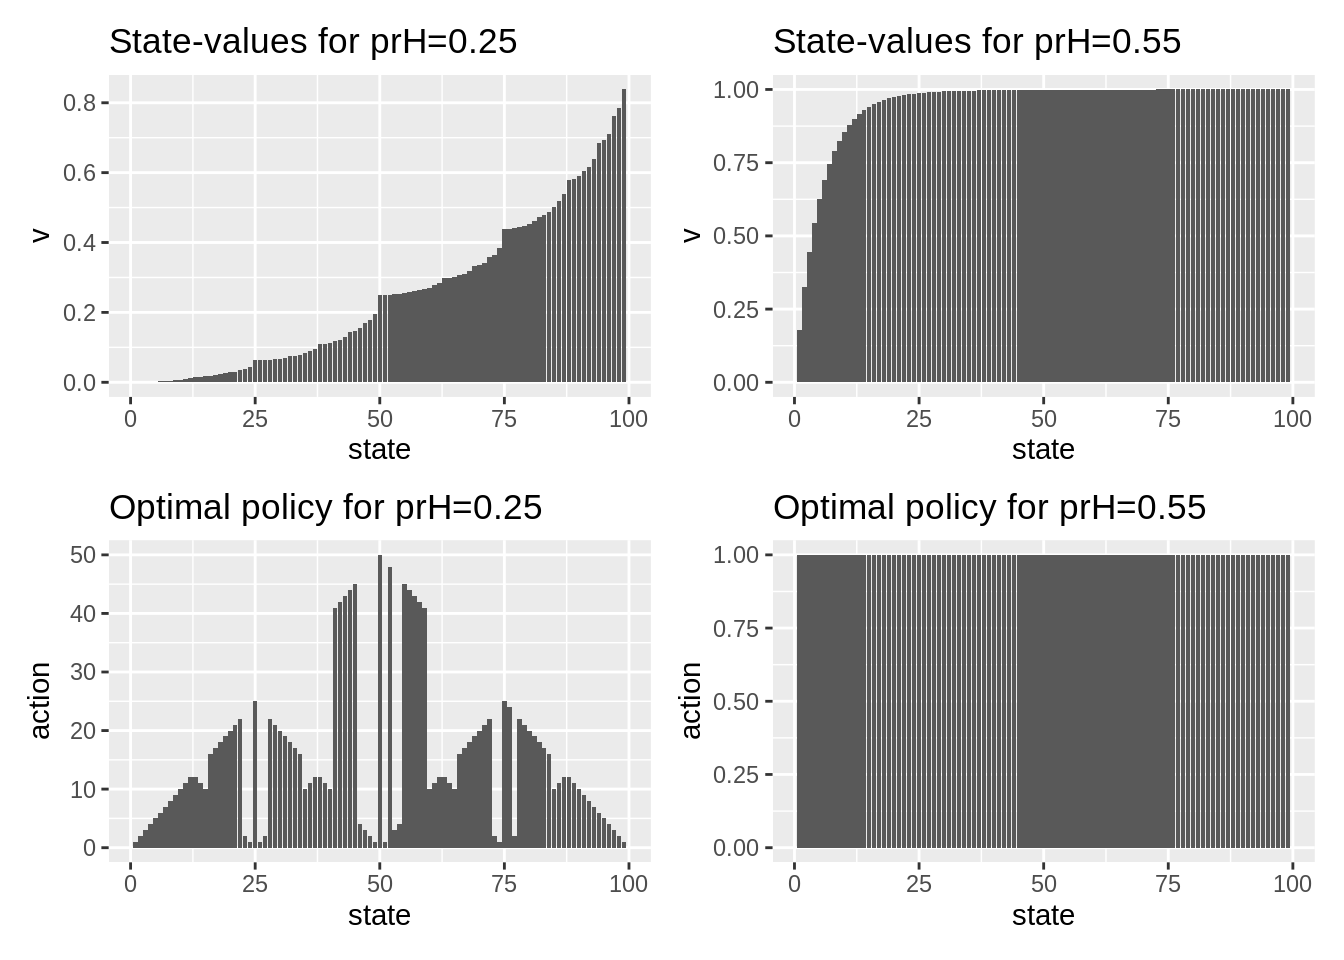 State-values for prH=0.25
0.8
0.6
0.4
0.2
0.0
v
0 25 50 75 100
state
State-values for prH=0.55
1.00
0.75
0.50
0.25
0.00
v
0 25 50 75 100
state
Optimal policy for prH=0.25
50
40
30
20
10
0
action
0 25 50 75 100
state
Optimal policy for prH=0.55
1.00
0.75
0.50
0.25
0.00
action
0 25 50 75 100
state